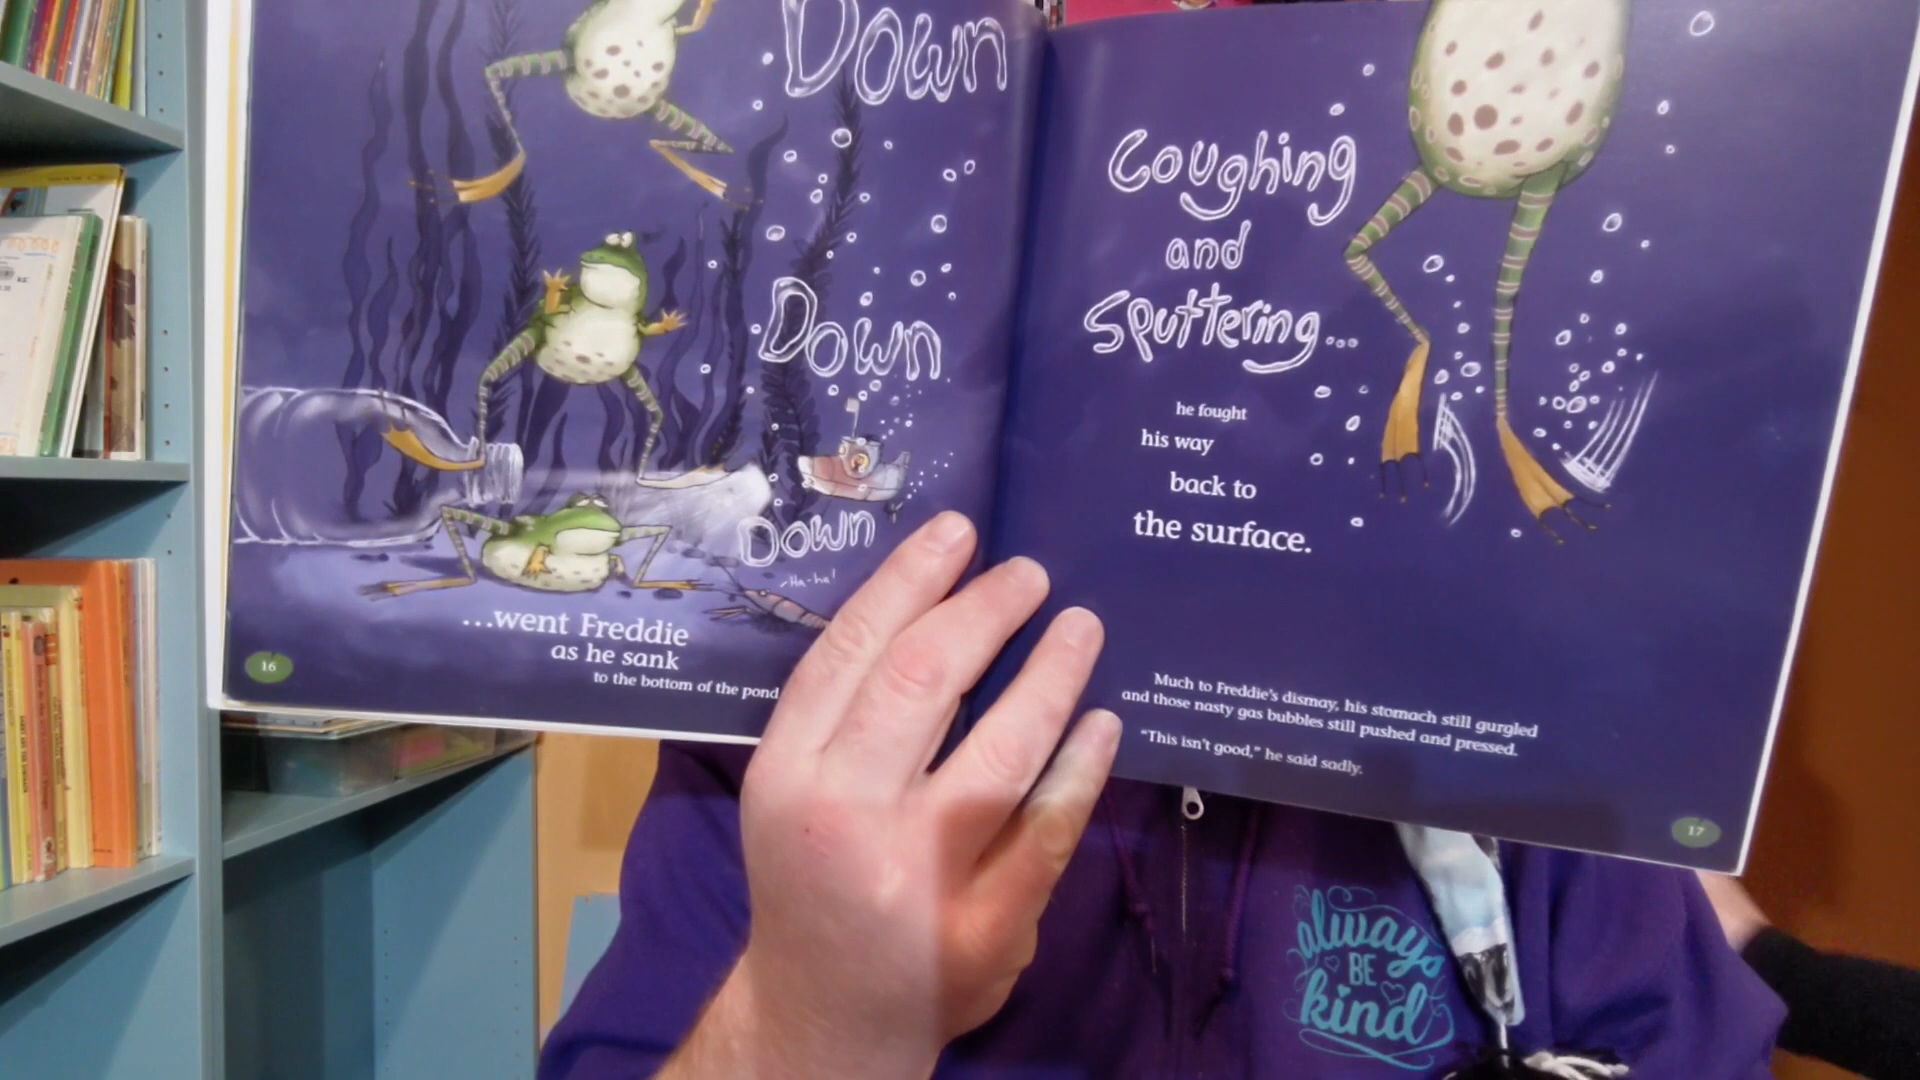 Down
Down
Down
Ha-ha!
...went Freddie
as he sank
to the bottom of the pond
16
Coughing
and
Sputtering...
he fought
his way
back to
the surface.
Much to Freddie's dismay, his stomach still gurgled
and those nasty gas bubbles still pushed and pressed.
"This isn't good," he said sadly.
17
always
BE
kind